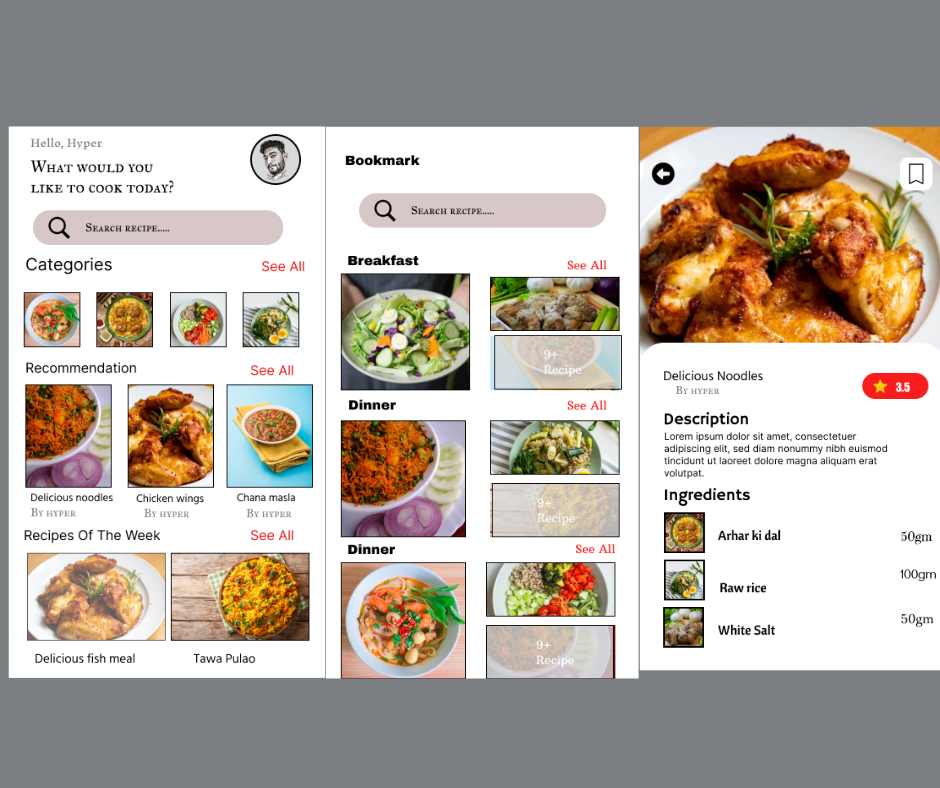 Hello, Hyper
What would you
like to cook today?
Search recipe.....
Categories
See All
Recommendation
See All
Delicious noodles
By hyper
Chicken wings
By hyper
Chana masla
By hyper
Recipes Of The Week
See All
Delicious fish meal
Tawa Pulao
Bookmark
Search recipe.....
Breakfast
See All
9+
Recipe
Dinner
See All
9+
Recipe
Dinner
See All
9+
Recipe
Delicious Noodles
By hyper
3.5
Description
Lorem ipsum dolor sit amet, consectetuer
adipiscing elit, sed diam nonummy nibh euismod
tincidunt ut laoreet dolore magna aliquam erat
volutpat.
Ingredients
Arhar ki dal
50gm
Raw rice
100gm
White Salt
50gm